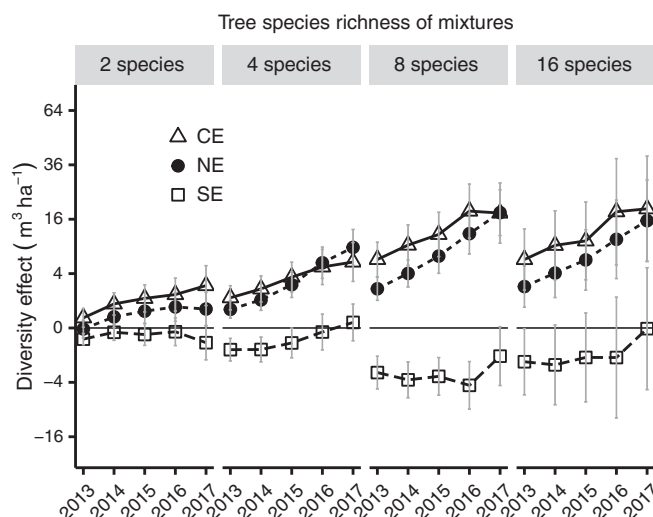 Tree species richness of mixtures
2 species 4 species 8 species 16 species
64
36
16
4
0
−4
−16
Diversity effect ( m³ ha⁻¹)
CE
NE
SE
2013 2014 2015 2016 2017 2013 2014 2015 2016 2017 2013 2014 2015 2016 2017 2013 2014 2015 2016 2017